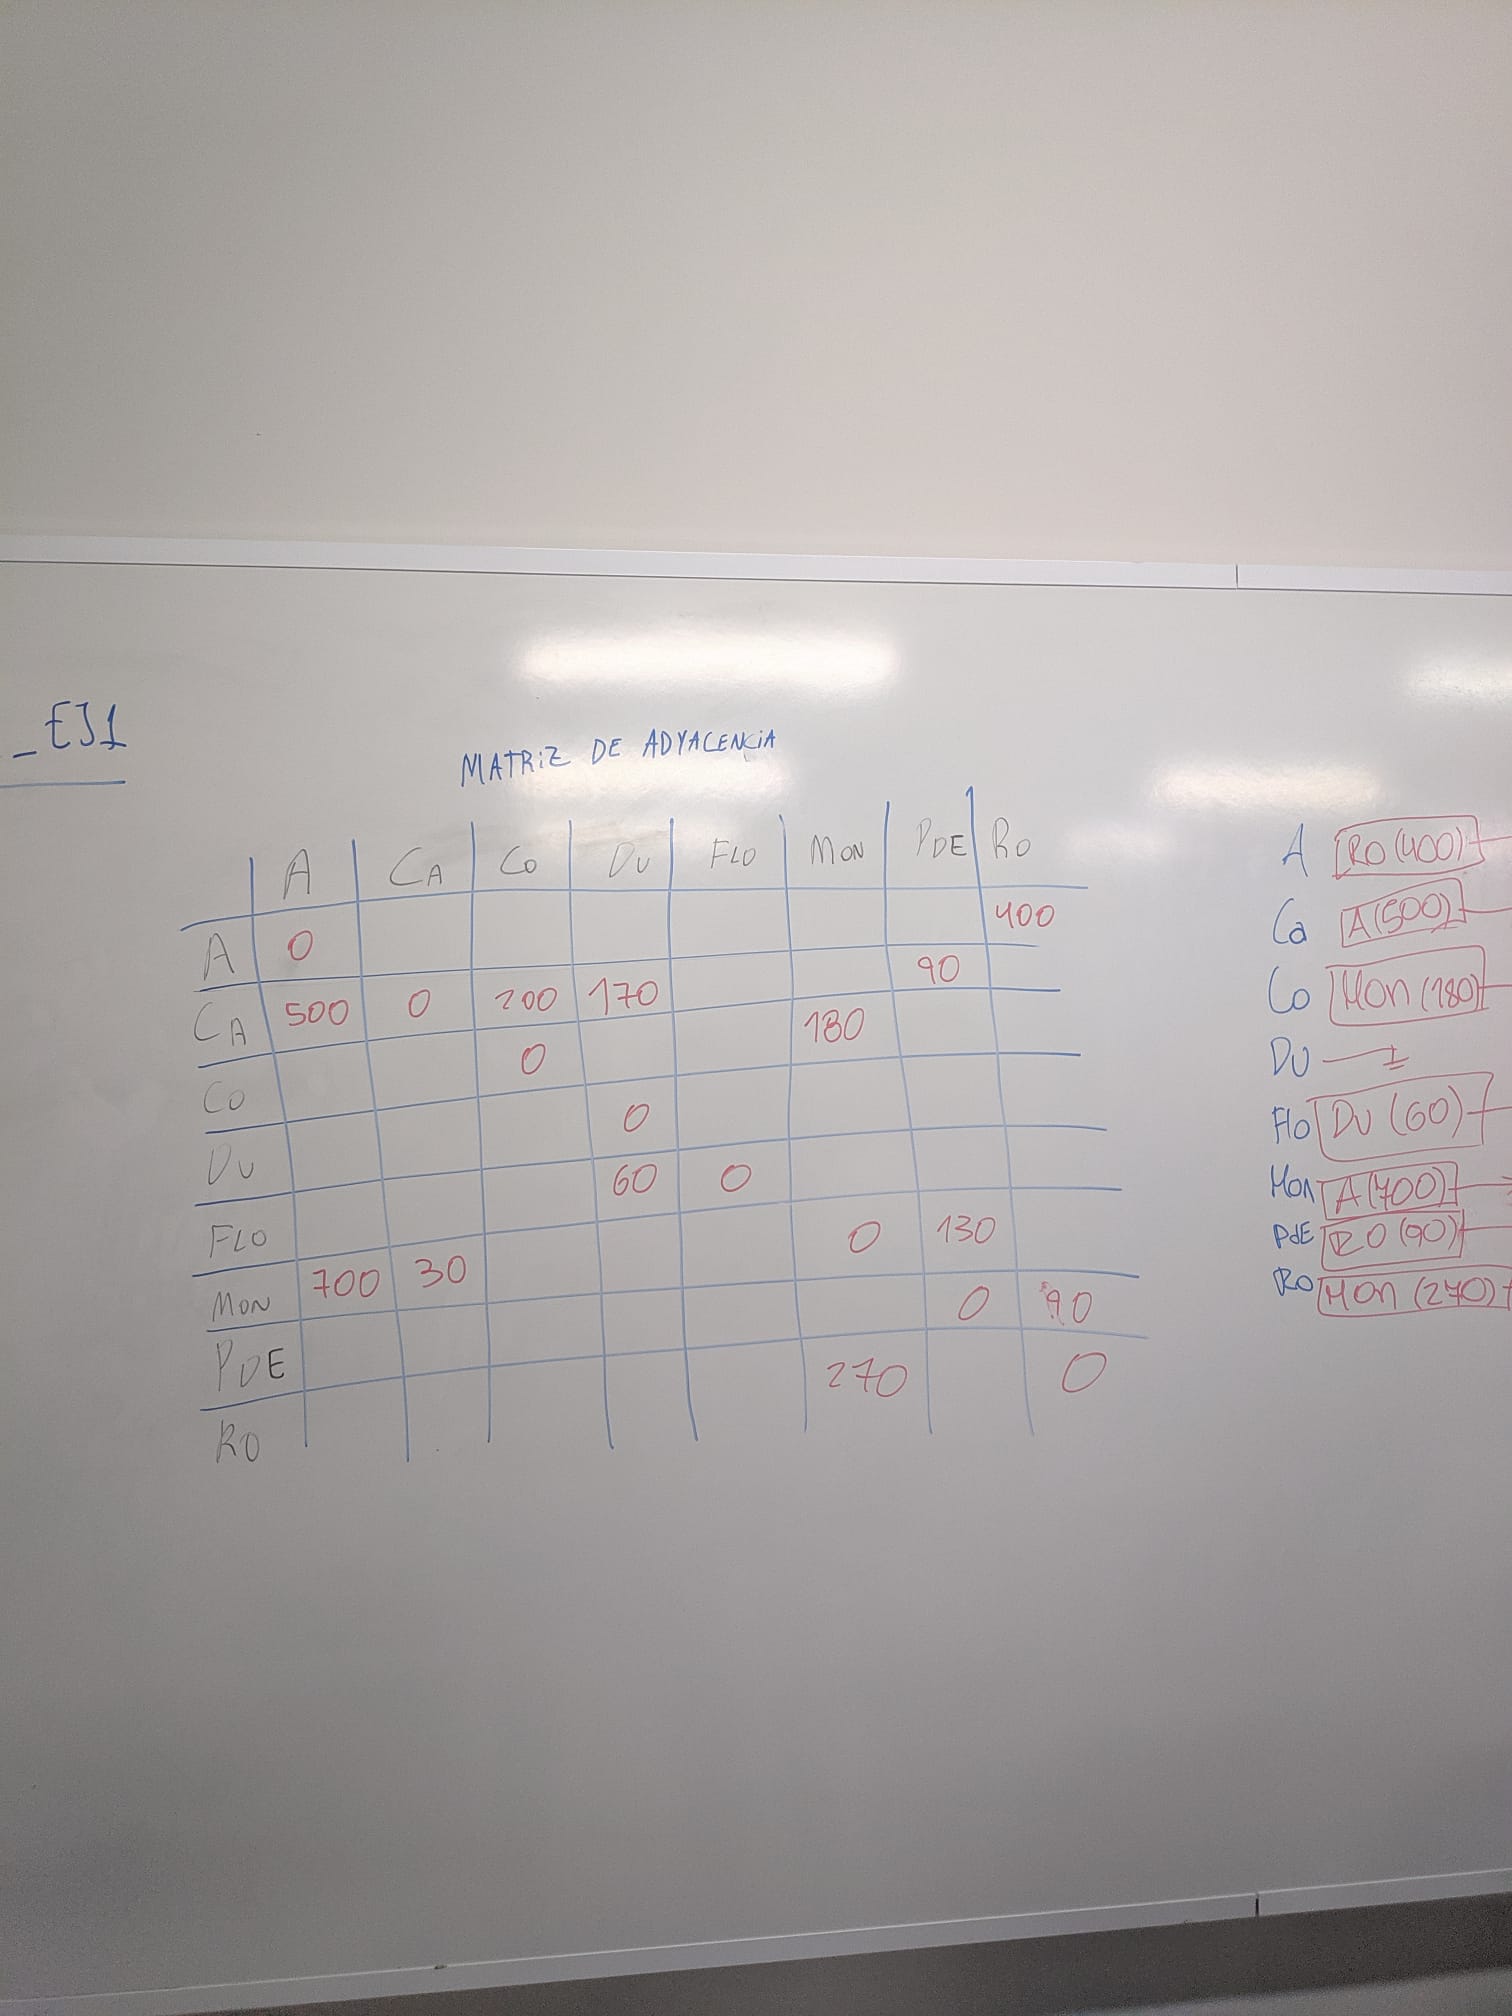 _EJ1
MATRIZ DE ADYACENCIA
A CA CO DU FLO MON PDE RO
A 0 400
CA 500 0 200 170 90
CO 0 180
DU 0
FLO 60 0
MON 700 30 0 130
PDE 0 90
RO 270 0
A RO (400)
Ca A (500)
Co Mon (180)
DU
Flo DU (60)
Mon A (700)
PdE RO (90)
RO Mon (270)